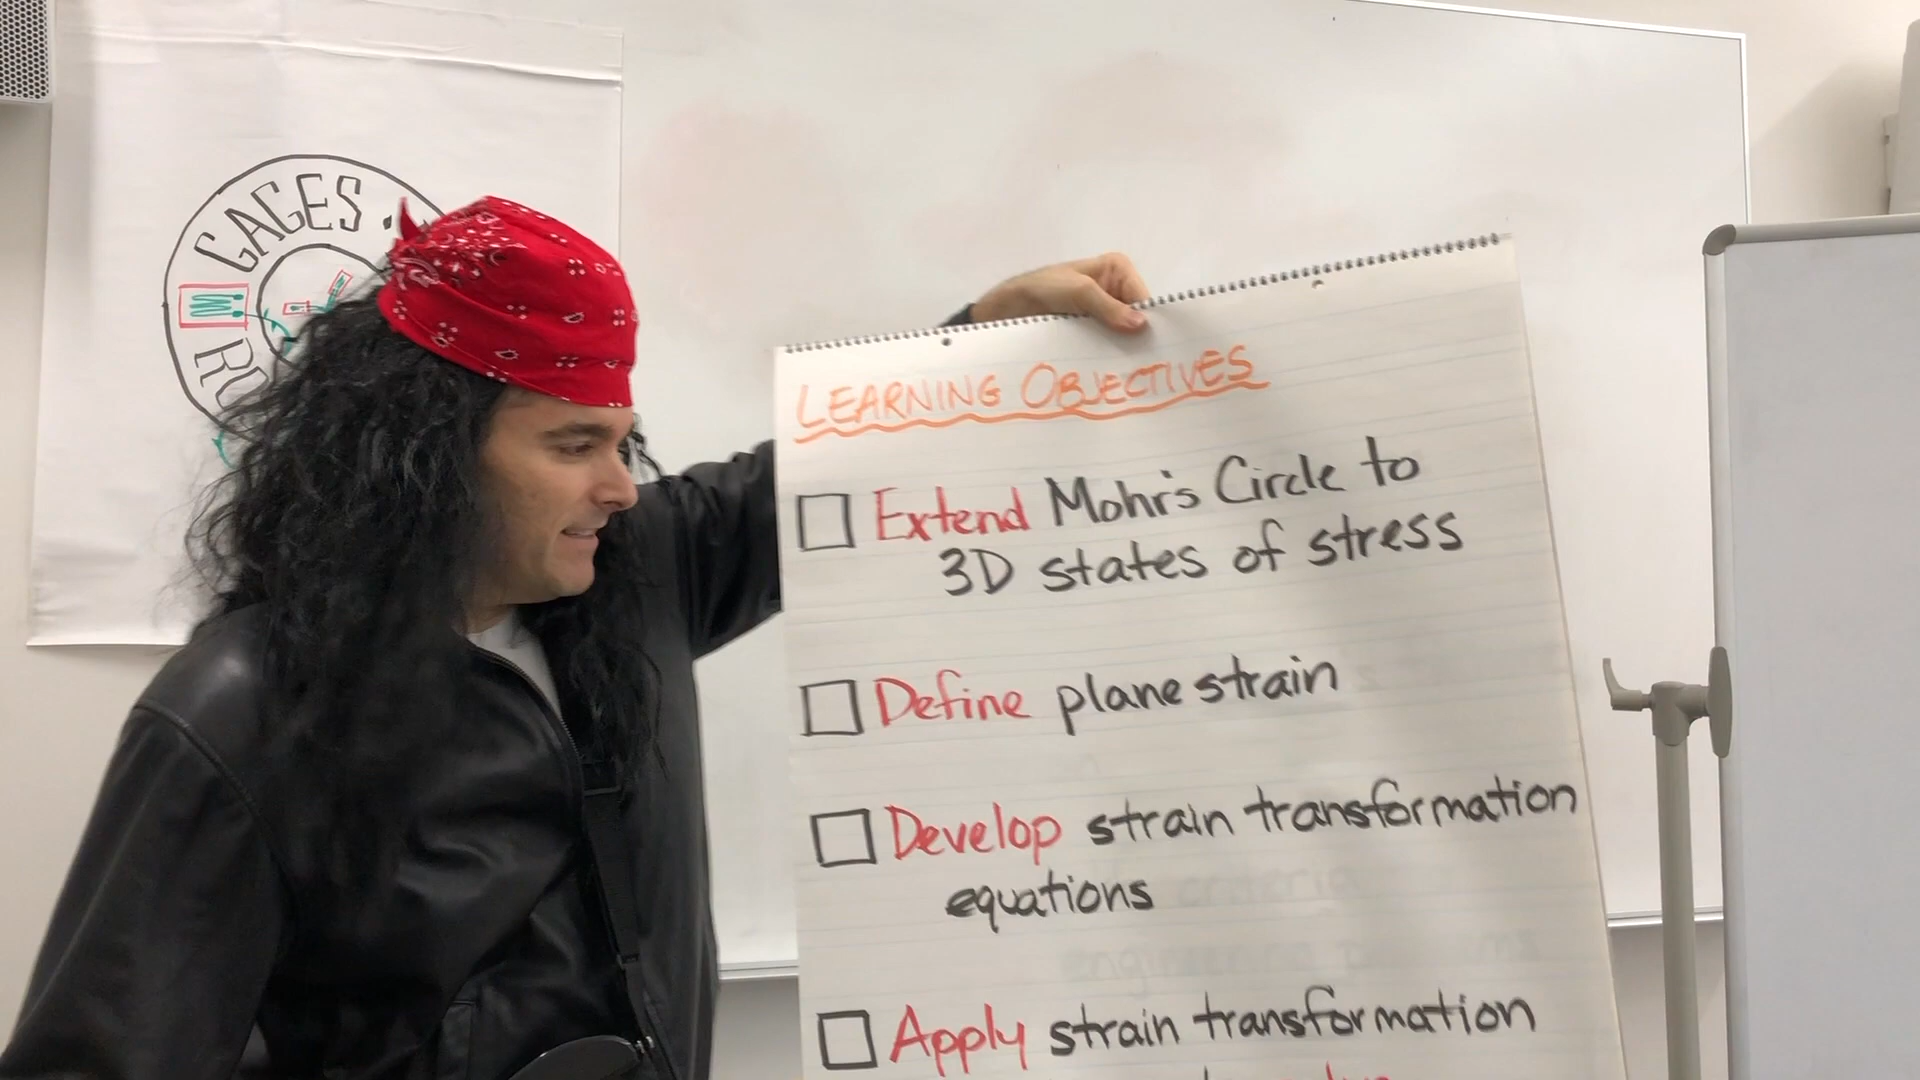 GAGES
LEARNING OBJECTIVES
Extend Mohr's Circle to
3D states of stress
Define plane strain
Develop strain transformation
equations
Apply strain transformation